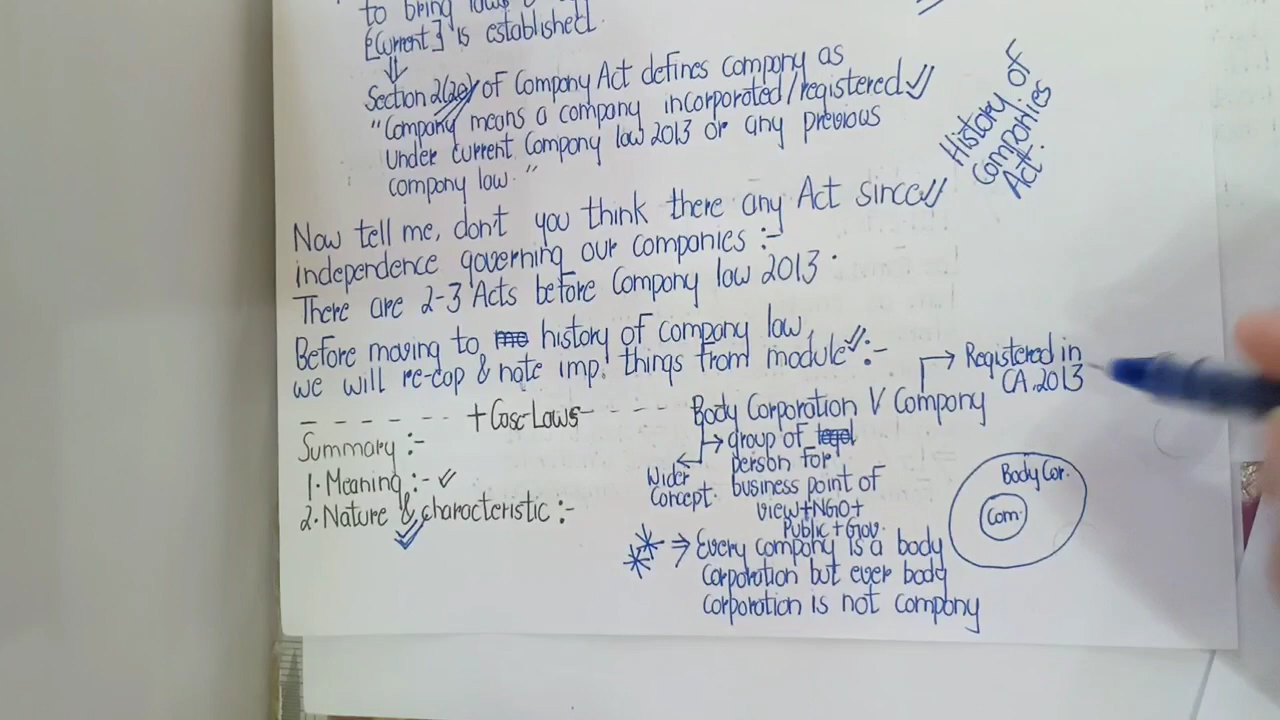 to bring laws
[Current] is established.
Section 2(20) of Company Act defines company as
"Company means a company incorporated/registered
Under current Company law 2013 or any previous
company law."
History of
Companies
Act.
Now tell me, don't you think there any Act since
independence governing our companies :-
There are 2-3 Acts before Company law 2013.
Before moving to history of company law,
we will re-cap & note imp. things from module :-
+ Case-Laws
Summary :-
1. Meaning :-
2. Nature & characteristic :-
Body Corporation V Company
Registered in
CA.2013
group of legal
person for
business point of
view+NGO+
Public+Gov.
Wider
Concept.
Body Cor.
Com.
⇒ Every company is a body
Corporation but ever body
corporation is not company